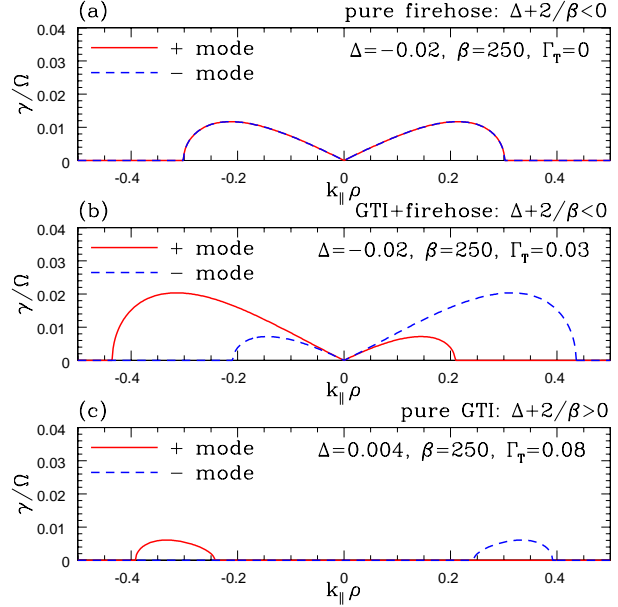 (a) pure firehose: Δ+2/β<0
0.04
+ mode Δ=−0.02, β=250, Γ_T=0
0.03
− mode
0.02
γ/Ω
0.01
0
-0.4 -0.2 0 0.2 0.4
k_∥ρ
(b) GTI+firehose: Δ+2/β<0
0.04
+ mode Δ=−0.02, β=250, Γ_T=0.03
0.03
− mode
0.02
γ/Ω
0.01
0
-0.4 -0.2 0 0.2 0.4
k_∥ρ
(c) pure GTI: Δ+2/β>0
0.04
+ mode Δ=0.004, β=250, Γ_T=0.08
0.03
− mode
0.02
γ/Ω
0.01
0
-0.4 -0.2 0 0.2 0.4
k_∥ρ